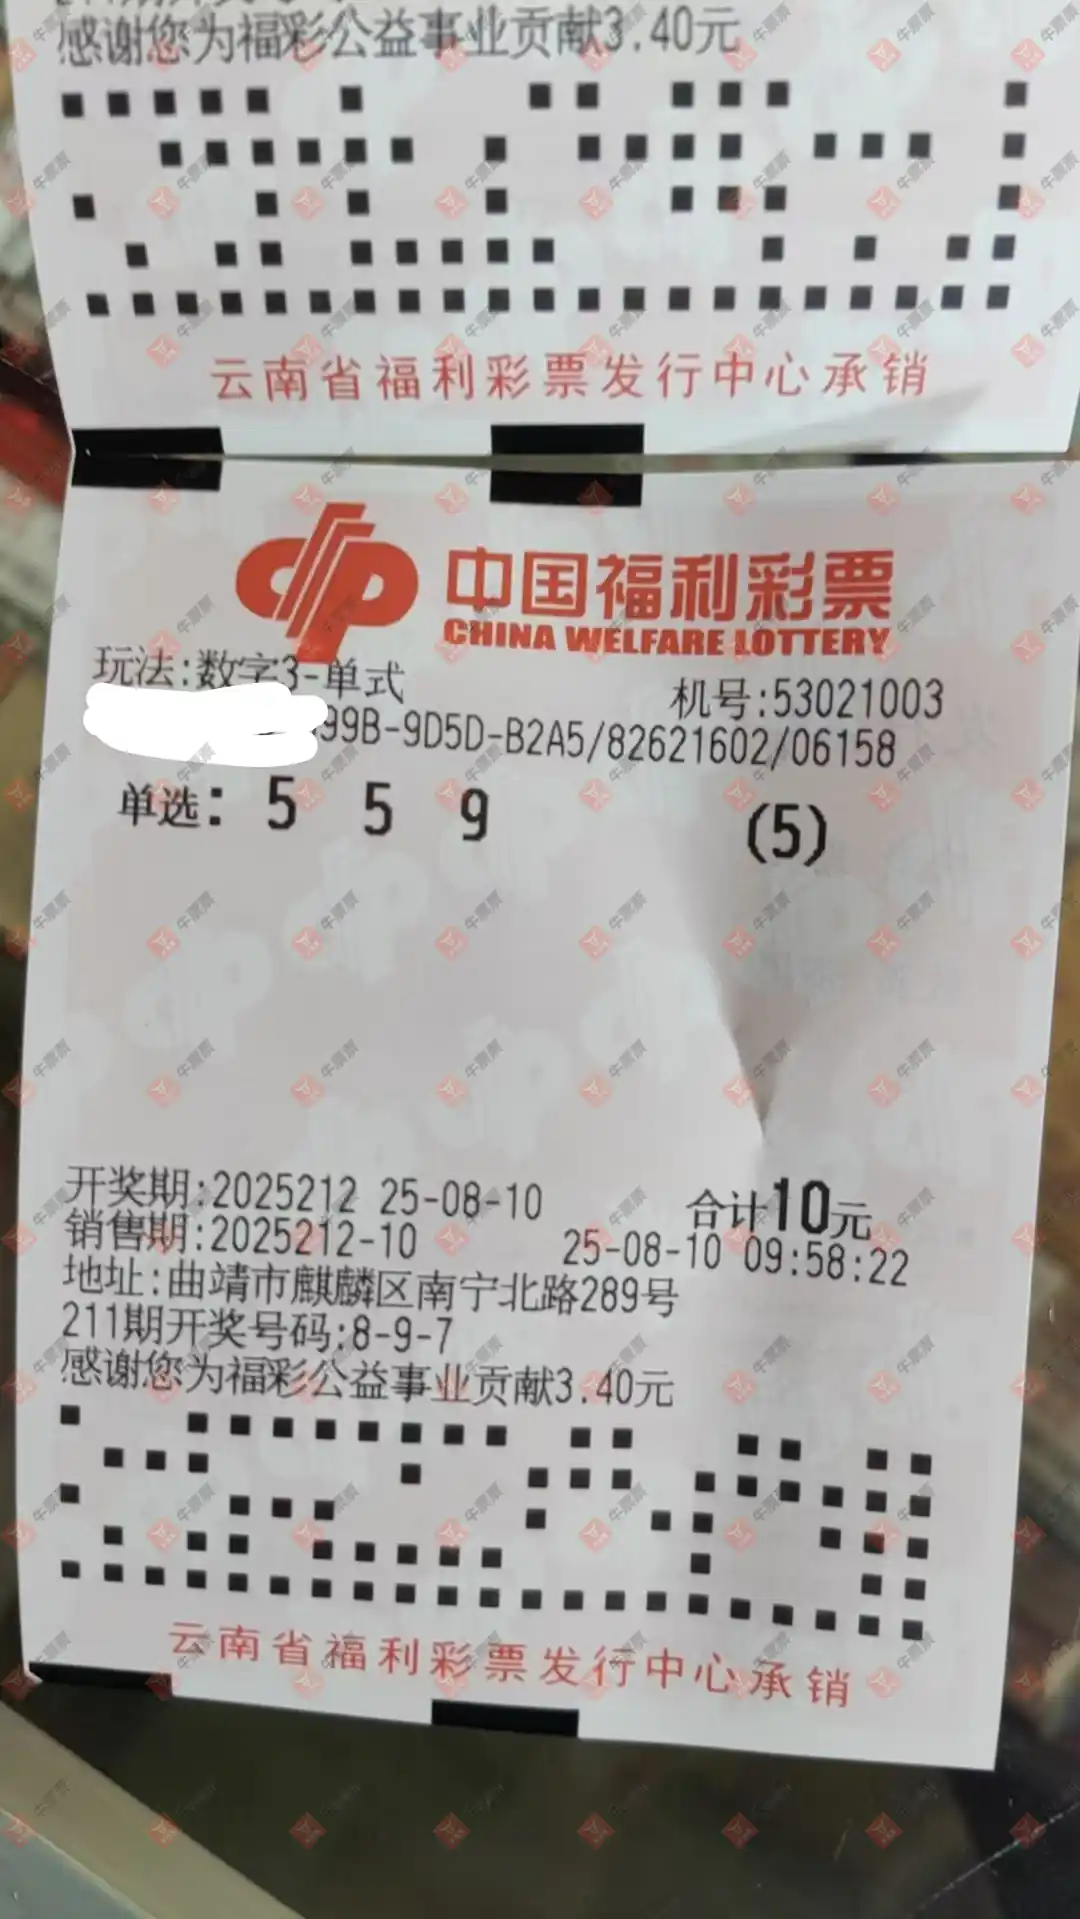 感谢您为福彩公益事业贡献3.40元
云南省福利彩票发行中心承销
中国福利彩票
CHINA WELFARE LOTTERY
玩法:数字3-单式
机号:53021003
99B-9D5D-B2A5/82621602/06158
单选: 5 5 9 (5)
开奖期:2025212 25-08-10 合计10元
销售期:2025212-10 25-08-10 09:58:22
地址:曲靖市麒麟区南宁北路289号
211期开奖号码:8-9-7
感谢您为福彩公益事业贡献3.40元
云南省福利彩票发行中心承销
牛票票